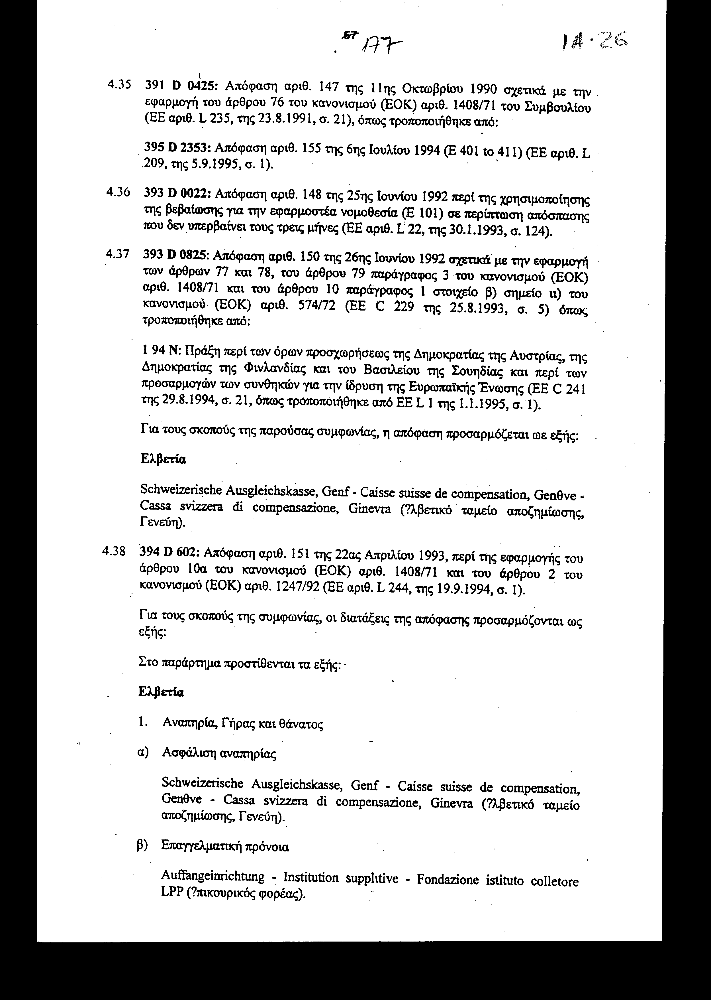 57 177
1A-26
4.35 391 D 0425: Απόφαση αριθ. 147 της 11ης Οκτωβρίου 1990 σχετικά με την
εφαρμογή του άρθρου 76 του κανονισμού (ΕΟΚ) αριθ. 1408/71 του Συμβουλίου
(ΕΕ αριθ. L 235, της 23.8.1991, σ. 21), όπως τροποποιήθηκε από:
395 D 2353: Απόφαση αριθ. 155 της 6ης Ιουλίου 1994 (Ε 401 to 411) (ΕΕ αριθ. L
209, της 5.9.1995, σ. 1).
4.36 393 D 0022: Απόφαση αριθ. 148 της 25ης Ιουνίου 1992 περί της χρησιμοποίησης
της βεβαίωσης για την εφαρμοστέα νομοθεσία (Ε 101) σε περίπτωση απόσπασης
που δεν υπερβαίνει τους τρεις μήνες (ΕΕ αριθ. L 22, της 30.1.1993, σ. 124).
4.37 393 D 0825: Απόφαση αριθ. 150 της 26ης Ιουνίου 1992 σχετικά με την εφαρμογή
των άρθρων 77 και 78, του άρθρου 79 παράγραφος 3 του κανονισμού (ΕΟΚ)
αριθ. 1408/71 και του άρθρου 10 παράγραφος 1 στοιχείο β) σημείο ιι) του
κανονισμού (ΕΟΚ) αριθ. 574/72 (ΕΕ C 229 της 25.8.1993, σ. 5) όπως
τροποποιήθηκε από:
1 94 Ν: Πράξη περί των όρων προσχωρήσεως της Δημοκρατίας της Αυστρίας, της
Δημοκρατίας της Φινλανδίας και του Βασιλείου της Σουηδίας και περί των
προσαρμογών των συνθηκών για την ίδρυση της Ευρωπαϊκής Ένωσης (ΕΕ C 241
της 29.8.1994, σ. 21, όπως τροποποιήθηκε από ΕΕ L 1 της 1.1.1995, σ. 1).
Για τους σκοπούς της παρούσας συμφωνίας, η απόφαση προσαρμόζεται ωε εξής:
Ελβετία
Schweizerische Ausgleichskasse, Genf - Caisse suisse de compensation, Genθve -
Cassa svizzera di compensazione, Ginevra (?λβετικό ταμείο αποζημίωσης,
Γενεύη).
4.38 394 D 602: Απόφαση αριθ. 151 της 22ας Απριλίου 1993, περί της εφαρμογής του
άρθρου 10α του κανονισμού (ΕΟΚ) αριθ. 1408/71 και του άρθρου 2 του
κανονισμού (ΕΟΚ) αριθ. 1247/92 (ΕΕ αριθ. L 244, της 19.9.1994, σ. 1).
Για τους σκοπούς της συμφωνίας, οι διατάξεις της απόφασης προσαρμόζονται ως
εξής:
Στο παράρτημα προστίθενται τα εξής:
Ελβετία
1. Αναπηρία, Γήρας και θάνατος
α) Ασφάλιση αναπηρίας
Schweizerische Ausgleichskasse, Genf - Caisse suisse de compensation,
Genθve - Cassa svizzera di compensazione, Ginevra (?λβετικό ταμείο
αποζημίωσης, Γενεύη).
β) Επαγγελματική πρόνοια
Auffangeinrichtung - Institution supplιtive - Fondazione istituto colletore
LPP (?πικουρικός φορέας).